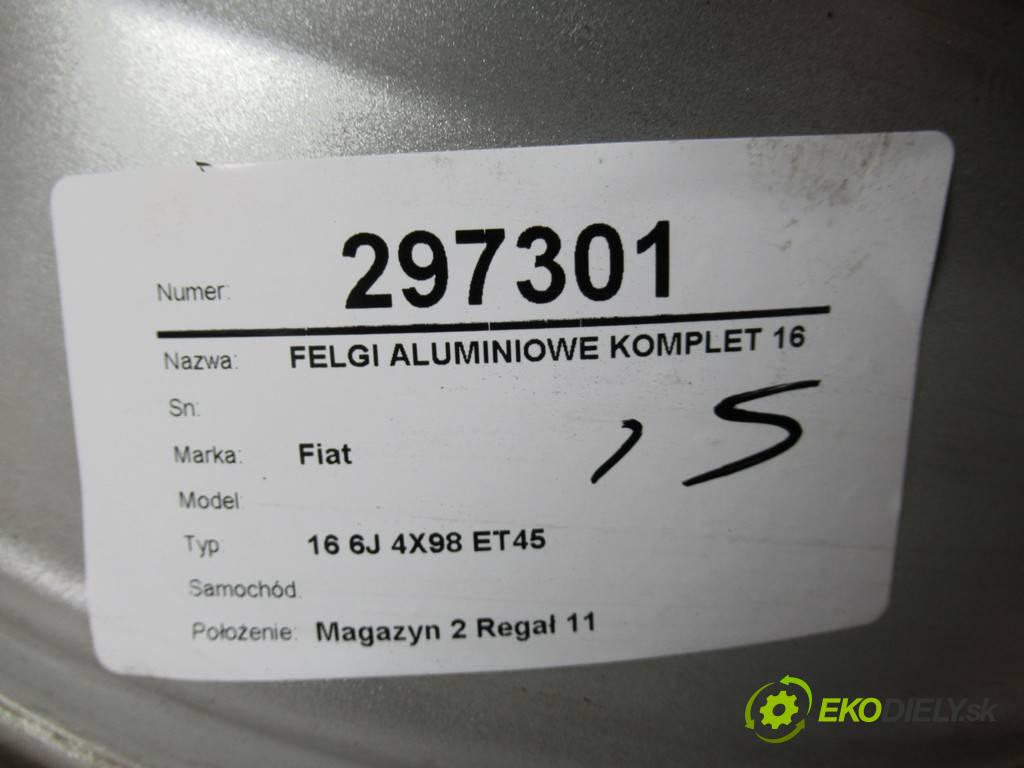 Numer: 297301
Nazwa: FELGI ALUMINIOWE KOMPLET 16
Sn:
Marka: Fiat
,5
Model
Typ 16 6J 4X98 ET45
Samochód.
Położenie: Magazyn 2 Regał 11
EKODIELY.sk